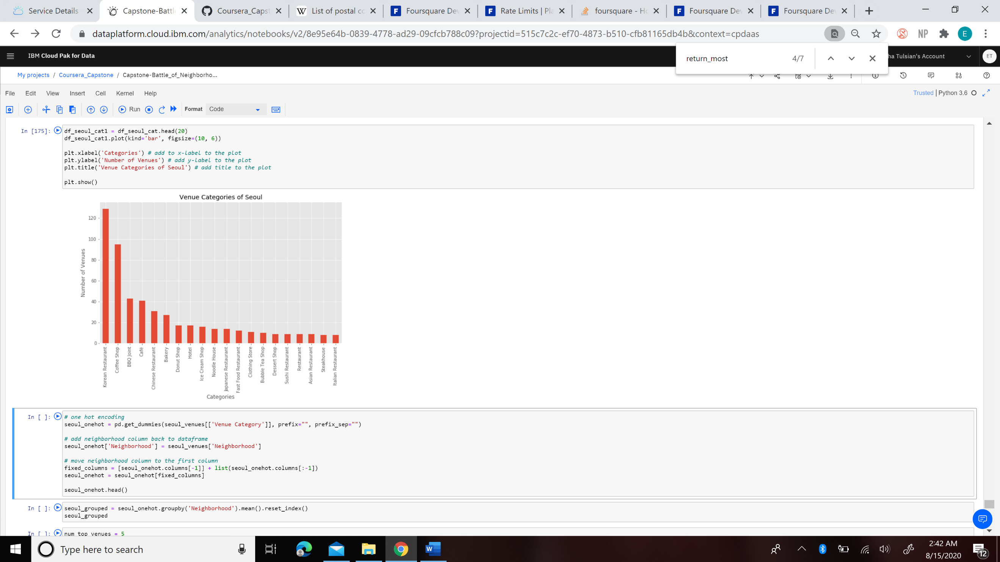 Service Details
Capstone-Battl
Coursera_Capst
List of postal co
Foursquare Dev
Rate Limits | Pla
foursquare - Ho
Foursquare Dev
Foursquare De
dataplatform.cloud.ibm.com/analytics/notebooks/v2/8e95e64b-0839-4778-ad29-09cfcb788c09?projectid=515c7c2c-ef70-4873-b510-cfb81165db4b&context=cpdaas
NP
E
IBM Cloud Pak for Data
return_most 4/7
ha Tulsian's Account
ET
My projects / Coursera_Capstone / Capstone-Battle_of_Neighborho...
File Edit View Insert Cell Kernel Help
Trusted | Python 3.6
Run Format Code
In [175]:
df_seoul_cat1 = df_seoul_cat.head(20)
df_seoul_cat1.plot(kind='bar', figsize=(10, 6))
plt.xlabel('Categories') # add to x-label to the plot
plt.ylabel('Number of Venues') # add y-label to the plot
plt.title('Venue Categories of Seoul') # add title to the plot
plt.show()
Venue Categories of Seoul
Number of Venues
120
100
80
60
40
20
0
Korean Restaurant
Coffee Shop
BBQ Joint
Café
Chinese Restaurant
Bakery
Donut Shop
Hotel
Ice Cream Shop
Noodle House
Japanese Restaurant
Fast Food Restaurant
Clothing Store
Bubble Tea Shop
Dessert Shop
Sushi Restaurant
Restaurant
Asian Restaurant
Steakhouse
Italian Restaurant
Categories
In [ ]:
# one hot encoding
seoul_onehot = pd.get_dummies(seoul_venues[['Venue Category']], prefix="", prefix_sep="")
# add neighborhood column back to dataframe
seoul_onehot['Neighborhood'] = seoul_venues['Neighborhood']
# move neighborhood column to the first column
fixed_columns = [seoul_onehot.columns[-1]] + list(seoul_onehot.columns[:-1])
seoul_onehot = seoul_onehot[fixed_columns]
seoul_onehot.head()
In [ ]:
seoul_grouped = seoul_onehot.groupby('Neighborhood').mean().reset_index()
seoul_grouped
In [ ]:
num_top_venues = 5
Type here to search
2:42 AM
8/15/2020
12